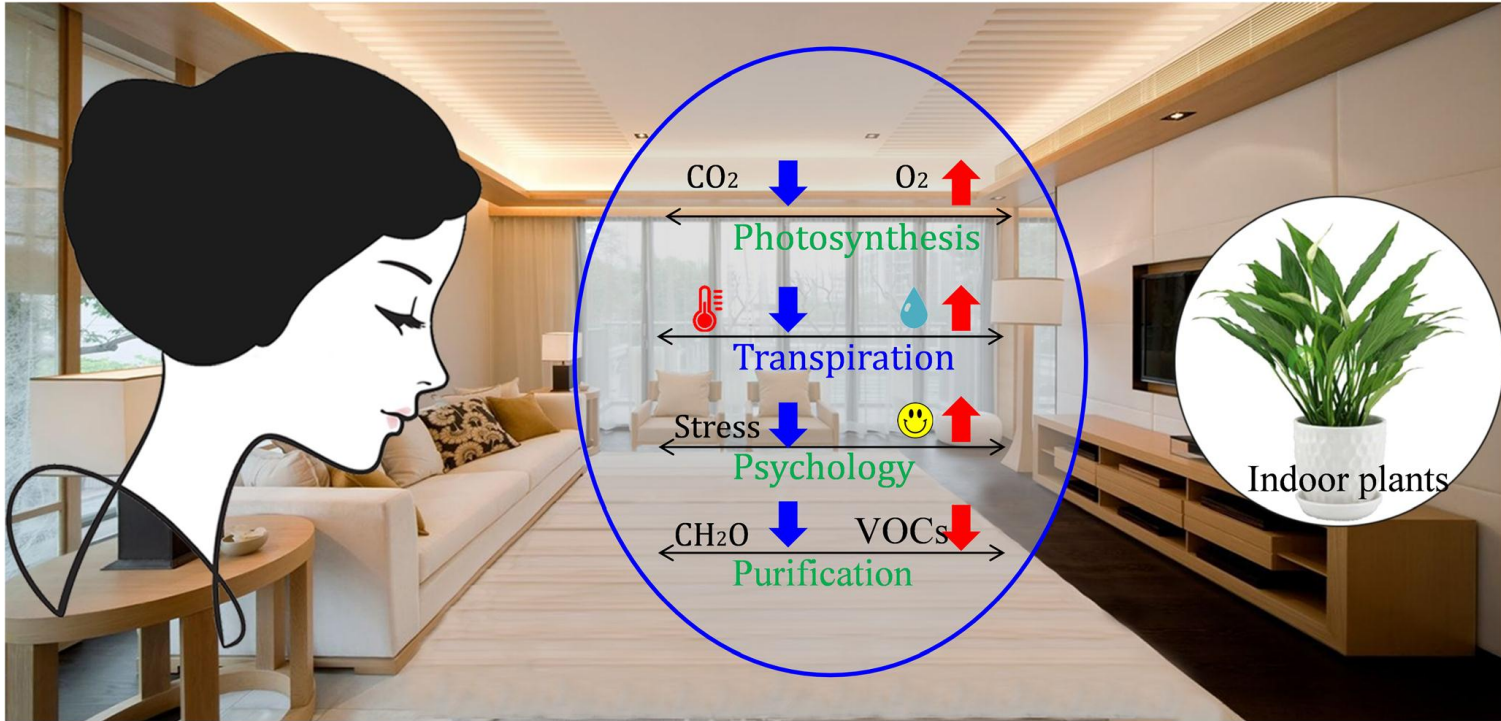 CO₂ O₂
Photosynthesis
Transpiration
Stress
Psychology
CH₂O VOCs
Purification
Indoor plants